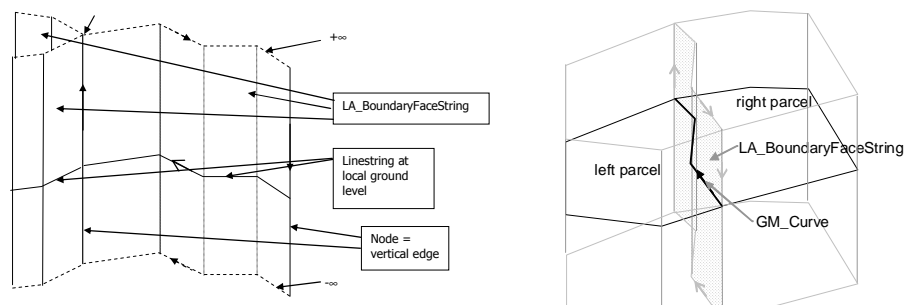 +∞
LA_BoundaryFaceString
Linestring at
local ground
level
Node =
vertical edge
-∞
right parcel
LA_BoundaryFaceString
left parcel
GM_Curve